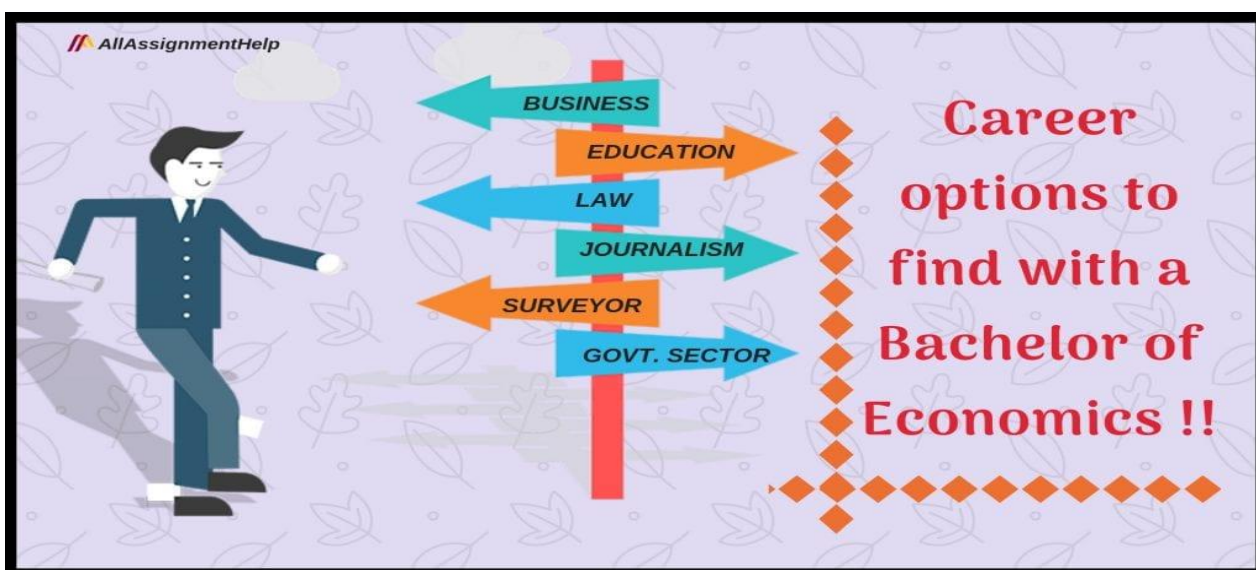 AllAssignmentHelp
BUSINESS
EDUCATION
LAW
JOURNALISM
SURVEYOR
GOVT. SECTOR
Career
options to
find with a
Bachelor of
Economics !!